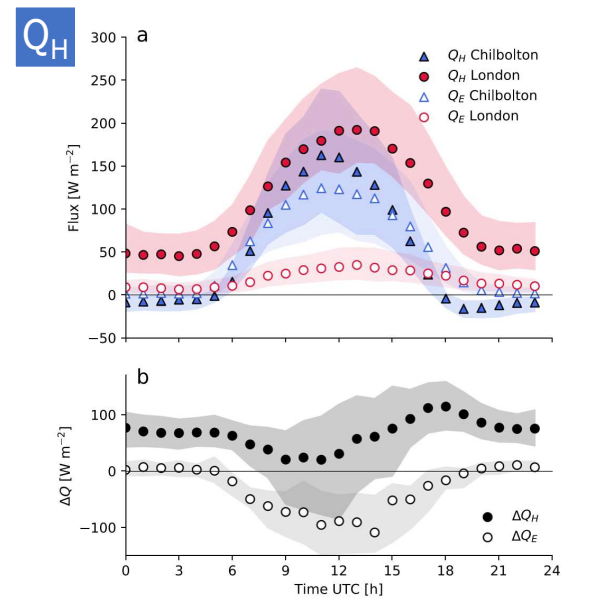 Q_H
a
300
250
200
150
100
50
0
−50
Flux [W m⁻²]
Q_H Chilbolton
Q_H London
Q_E Chilbolton
Q_E London
b
100
0
−100
ΔQ [W m⁻²]
ΔQ_H
ΔQ_E
0 3 6 9 12 15 18 21 24
Time UTC [h]